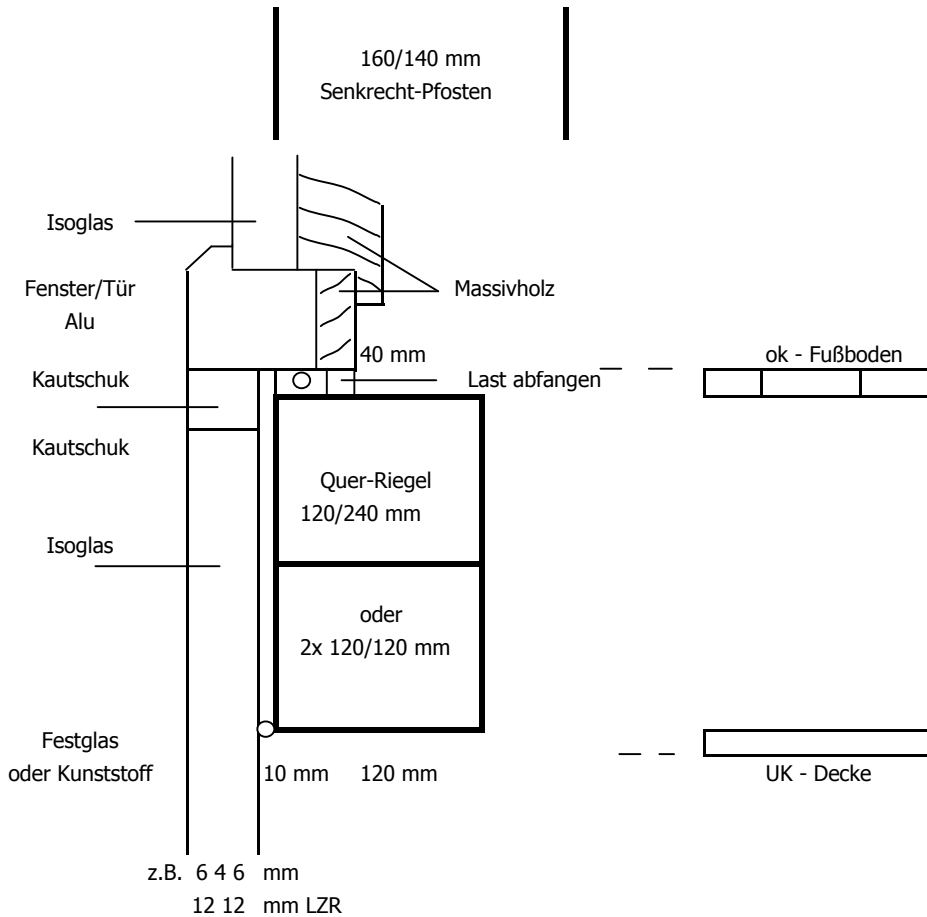 160/140 mm
Senkrecht-Pfosten
Isoglas
Fenster/Tür
Alu
Massivholz
40 mm
ok - Fußboden
Kautschuk
Last abfangen
Kautschuk
Quer-Riegel
120/240 mm
Isoglas
oder
2x 120/120 mm
Festglas
oder Kunststoff
10 mm
120 mm
UK - Decke
z.B. 6 4 6 mm
12 12 mm LZR